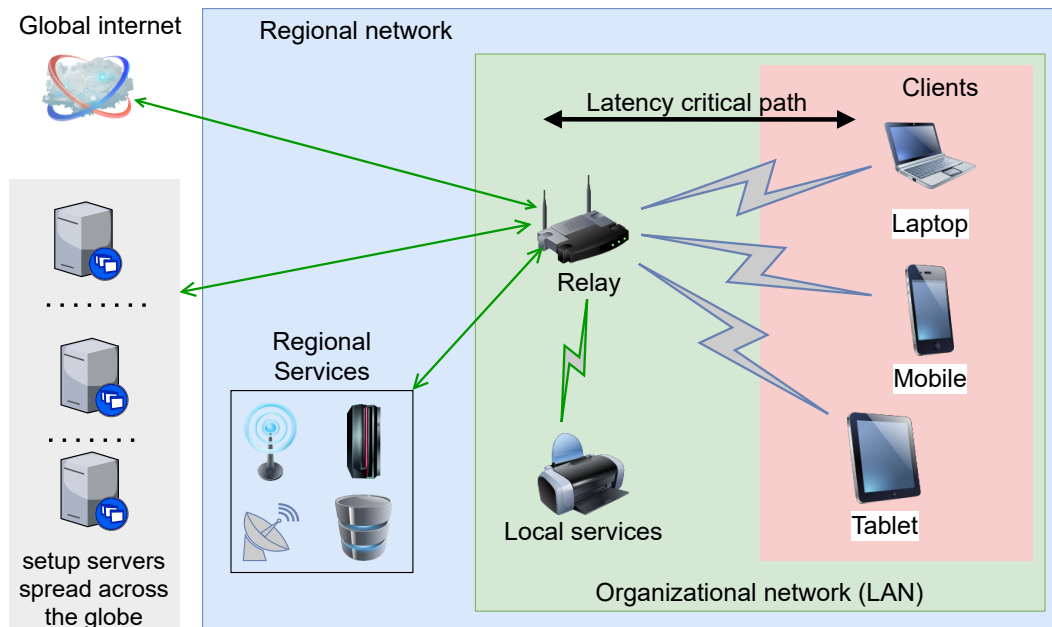 Global internet
Regional network
Latency critical path
Clients
Laptop
Relay
Mobile
Regional
Services
Tablet
Local services
setup servers
spread across
the globe
Organizational network (LAN)